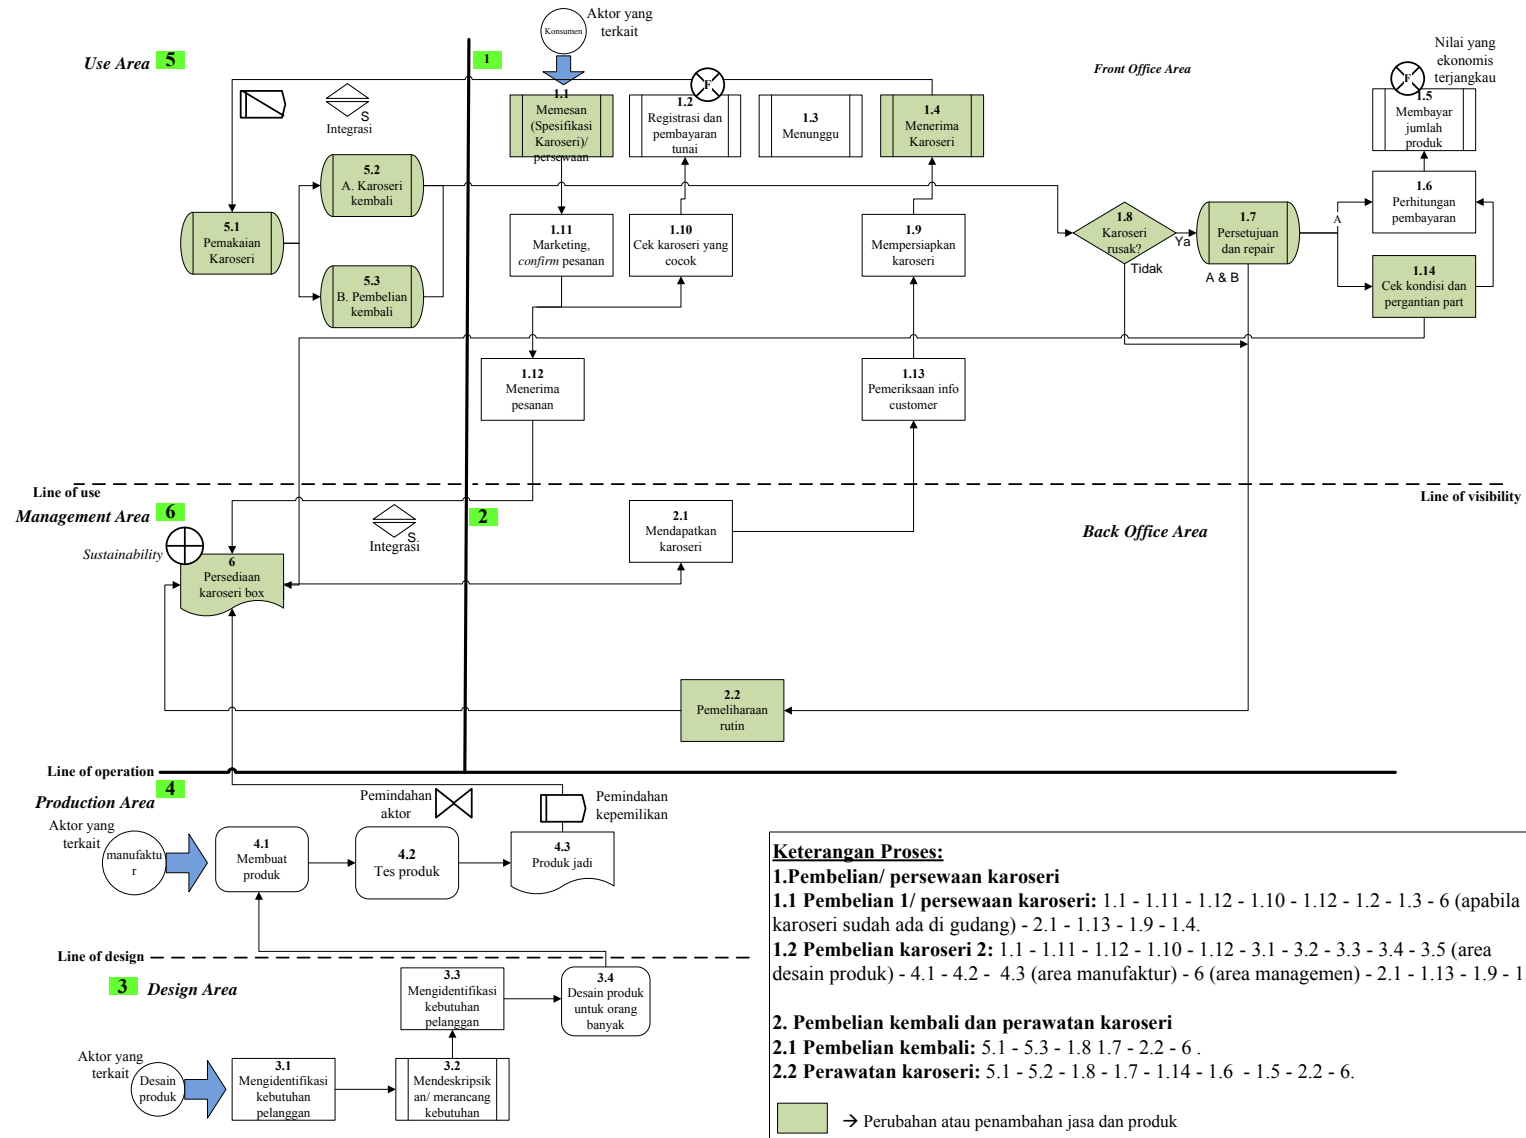 Konsumen
Aktor yang
terkait
Use Area 5
1
Front Office Area
Nilai yang
ekonomis
terjangkau
S
Integrasi
1.1
Memesan
(Spesifikasi
Karoseri)/
persewaan
F
1.2
Registrasi dan
pembayaran
tunai
1.3
Menunggu
1.4
Menerima
Karoseri
F
1.5
Membayar
jumlah
produk
5.2
A. Karoseri
kembali
5.1
Pemakaian
Karoseri
5.3
B. Pembelian
kembali
1.11
Marketing,
confirm pesanan
1.10
Cek karoseri yang
cocok
1.9
Mempersiapkan
karoseri
1.8
Karoseri
rusak?
Ya
Tidak
1.7
Persetujuan
dan repair
A & B
A
1.6
Perhitungan
pembayaran
1.14
Cek kondisi dan
pergantian part
1.12
Menerima
pesanan
1.13
Pemeriksaan info
customer
Line of use
Line of visibility
Management Area 6
2
Sustainability
S
Integrasi
6
Persediaan
karoseri box
2.1
Mendapatkan
karoseri
Back Office Area
2.2
Pemeliharaan
rutin
Line of operation
Production Area 4
Aktor yang
terkait
manufaktu
r
Pemindahan
aktor
Pemindahan
kepemilikan
4.1
Membuat
produk
4.2
Tes produk
4.3
Produk jadi
Line of design
3 Design Area
Aktor yang
terkait
Desain
produk
3.1
Mengidentifikasi
kebutuhan
pelanggan
3.2
Mendeskripsik
an/ merancang
kebutuhan
3.3
Mengidentifikasi
kebutuhan
pelanggan
3.4
Desain produk
untuk orang
banyak
Keterangan Proses:
1.Pembelian/ persewaan karoseri
1.1 Pembelian 1/ persewaan karoseri: 1.1 - 1.11 - 1.12 - 1.10 - 1.12 - 1.2 - 1.3 - 6 (apabila
karoseri sudah ada di gudang) - 2.1 - 1.13 - 1.9 - 1.4.
1.2 Pembelian karoseri 2: 1.1 - 1.11 - 1.12 - 1.10 - 1.12 - 3.1 - 3.2 - 3.3 - 3.4 - 3.5 (area
desain produk) - 4.1 - 4.2 - 4.3 (area manufaktur) - 6 (area managemen) - 2.1 - 1.13 - 1.9 - 1.
2. Pembelian kembali dan perawatan karoseri
2.1 Pembelian kembali: 5.1 - 5.3 - 1.8 1.7 - 2.2 - 6 .
2.2 Perawatan karoseri: 5.1 - 5.2 - 1.8 - 1.7 - 1.14 - 1.6 - 1.5 - 2.2 - 6.
→ Perubahan atau penambahan jasa dan produk